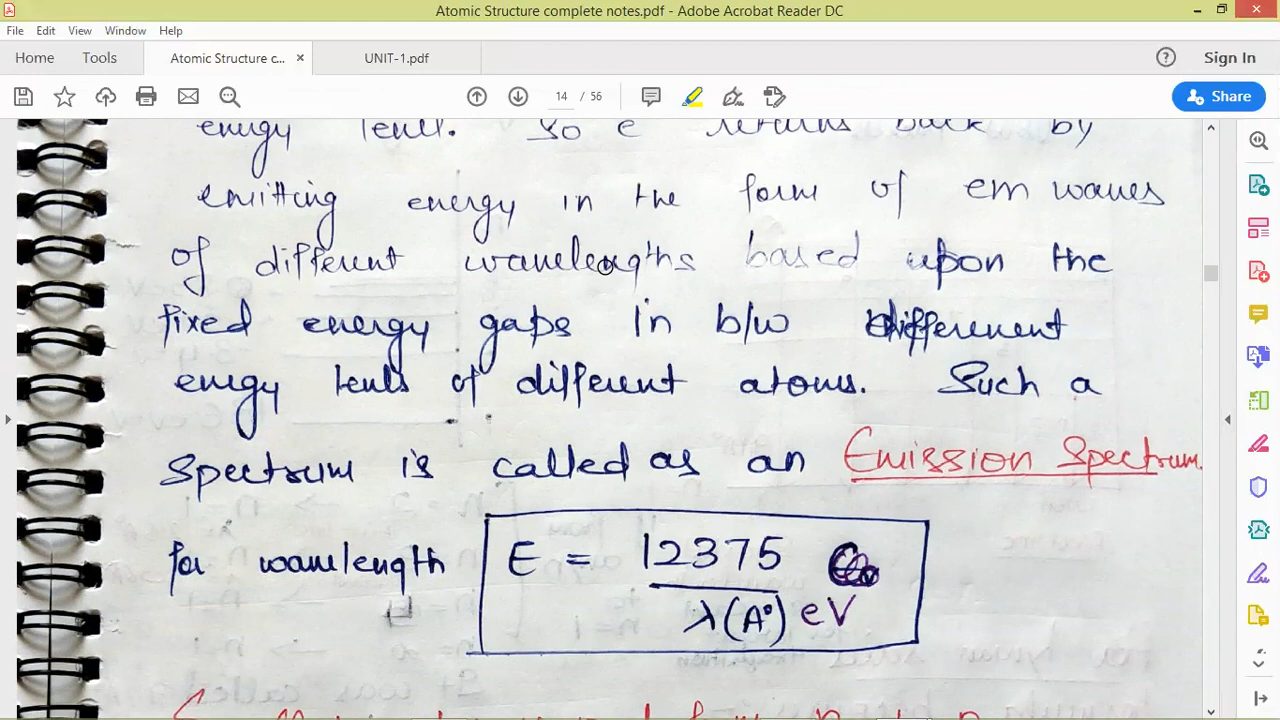 Atomic Structure complete notes.pdf - Adobe Acrobat Reader DC
File Edit View Window Help
Home Tools Atomic Structure c... × UNIT-1.pdf ? Sign In
14 / 56 Share
energy level. So e returns back by
emitting energy in the form of em waves
of different wavelengths based upon the
fixed energy gaps in b/w different
energy levels of different atoms. Such a
spectrum is called as an Emission Spectrum.
for wavelength E = 12375
λ(A°) eV